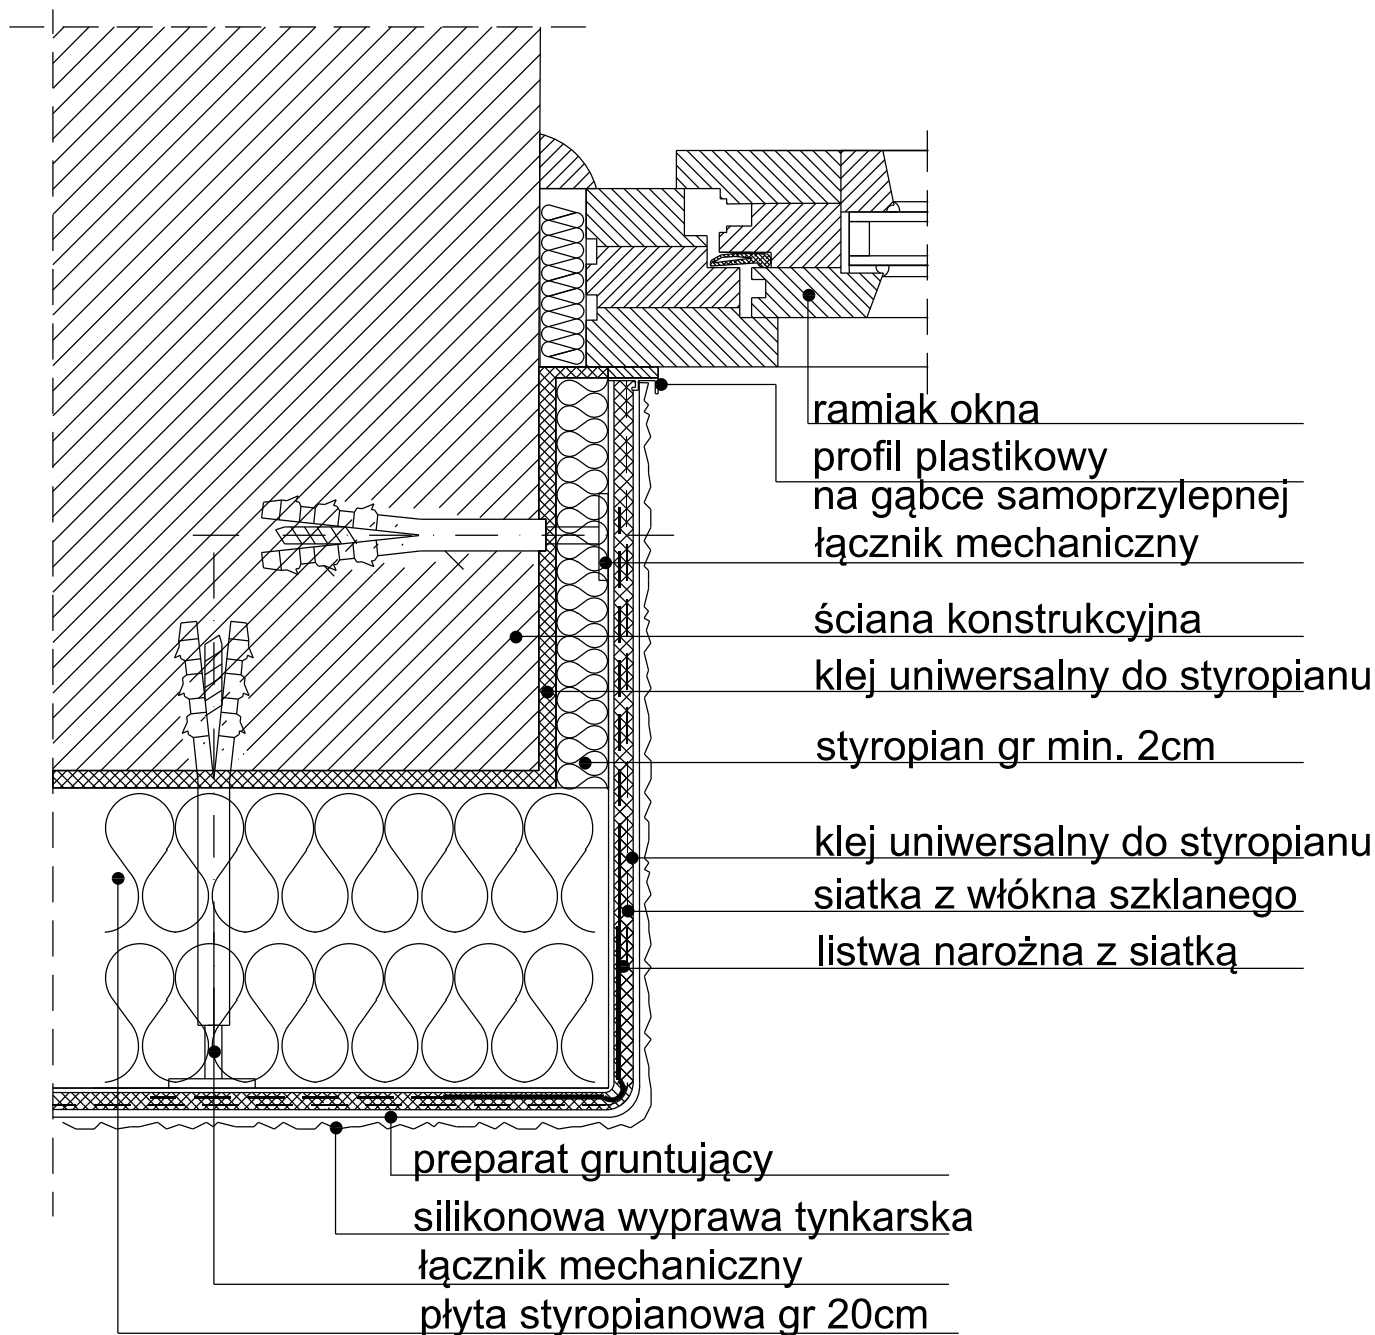 ramiak okna
profil plastikowy
na gąbce samoprzylepnej
łącznik mechaniczny
ściana konstrukcyjna
klej uniwersalny do styropianu
styropian gr min. 2cm
klej uniwersalny do styropianu
siatka z włókna szklanego
listwa narożna z siatką
preparat gruntujący
silikonowa wyprawa tynkarska
łącznik mechaniczny
płyta styropianowa gr 20cm